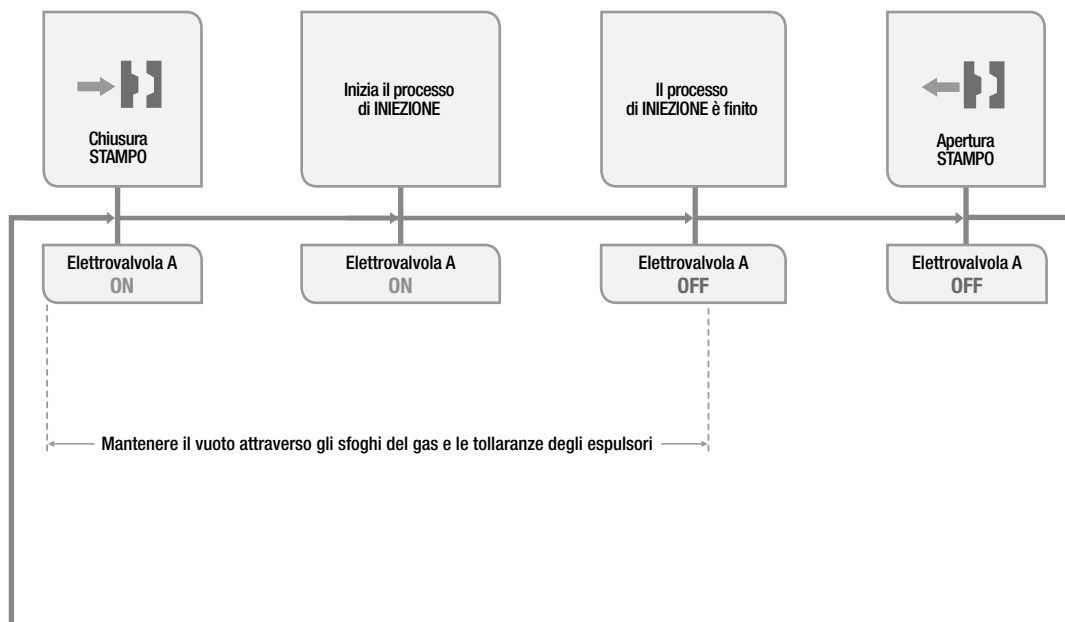 Chiusura
STAMPO
Inizia il processo
di INIEZIONE
Il processo
di INIEZIONE è finito
Apertura
STAMPO
Elettrovalvola A
ON
Elettrovalvola A
ON
Elettrovalvola A
OFF
Elettrovalvola A
OFF
Mantenere il vuoto attraverso gli sfoghi del gas e le tollaranze degli espulsori